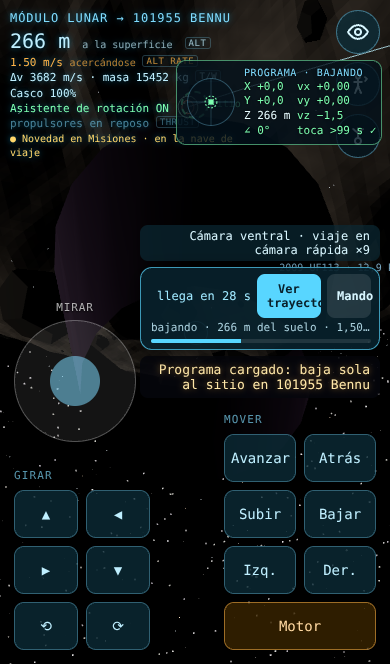 MÓDULO LUNAR → 101955 BENNU
266 m a la superficie ALT
1.50 m/s acercándose ALT RATE
Δv 3682 m/s · masa 15452 kg
Casco 100%
Asistente de rotación ON
propulsores en reposo
● Novedad en Misiones · en la nave de
viaje
PROGRAMA · BAJANDO
X +0,0 vx +0,00
Y +0,0 vy +0,00
Z 266 m vz −1,5
∠ 0° toca >99 s ✓
Cámara ventral · viaje en
cámara rápida ×9
llega en 28 s
Ver
trayecto
Mando
bajando · 266 m del suelo · 1,50…
Programa cargado: baja sola
al sitio en 101955 Bennu
MIRAR
MOVER
Avanzar Atrás
GIRAR
▲ ◀
Subir Bajar
▶ ▼
Izq. Der.
⟲ ⟳
Motor